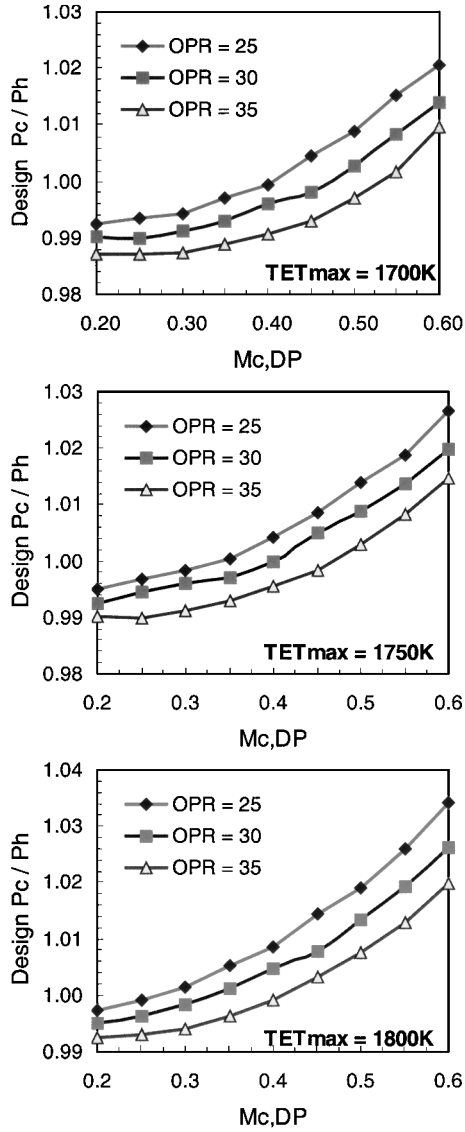 1.03
1.02
1.01
1.00
0.99
0.98
Design Pc / Ph
OPR = 25
OPR = 30
OPR = 35
TETmax = 1700K
0.20 0.30 0.40 0.50 0.60
Mc,DP
1.03
1.02
1.01
1.00
0.99
0.98
Design Pc / Ph
OPR = 25
OPR = 30
OPR = 35
TETmax = 1750K
0.2 0.3 0.4 0.5 0.6
Mc,DP
1.04
1.03
1.02
1.01
1.00
0.99
Design Pc / Ph
OPR = 25
OPR = 30
OPR = 35
TETmax = 1800K
0.2 0.3 0.4 0.5 0.6
Mc,DP